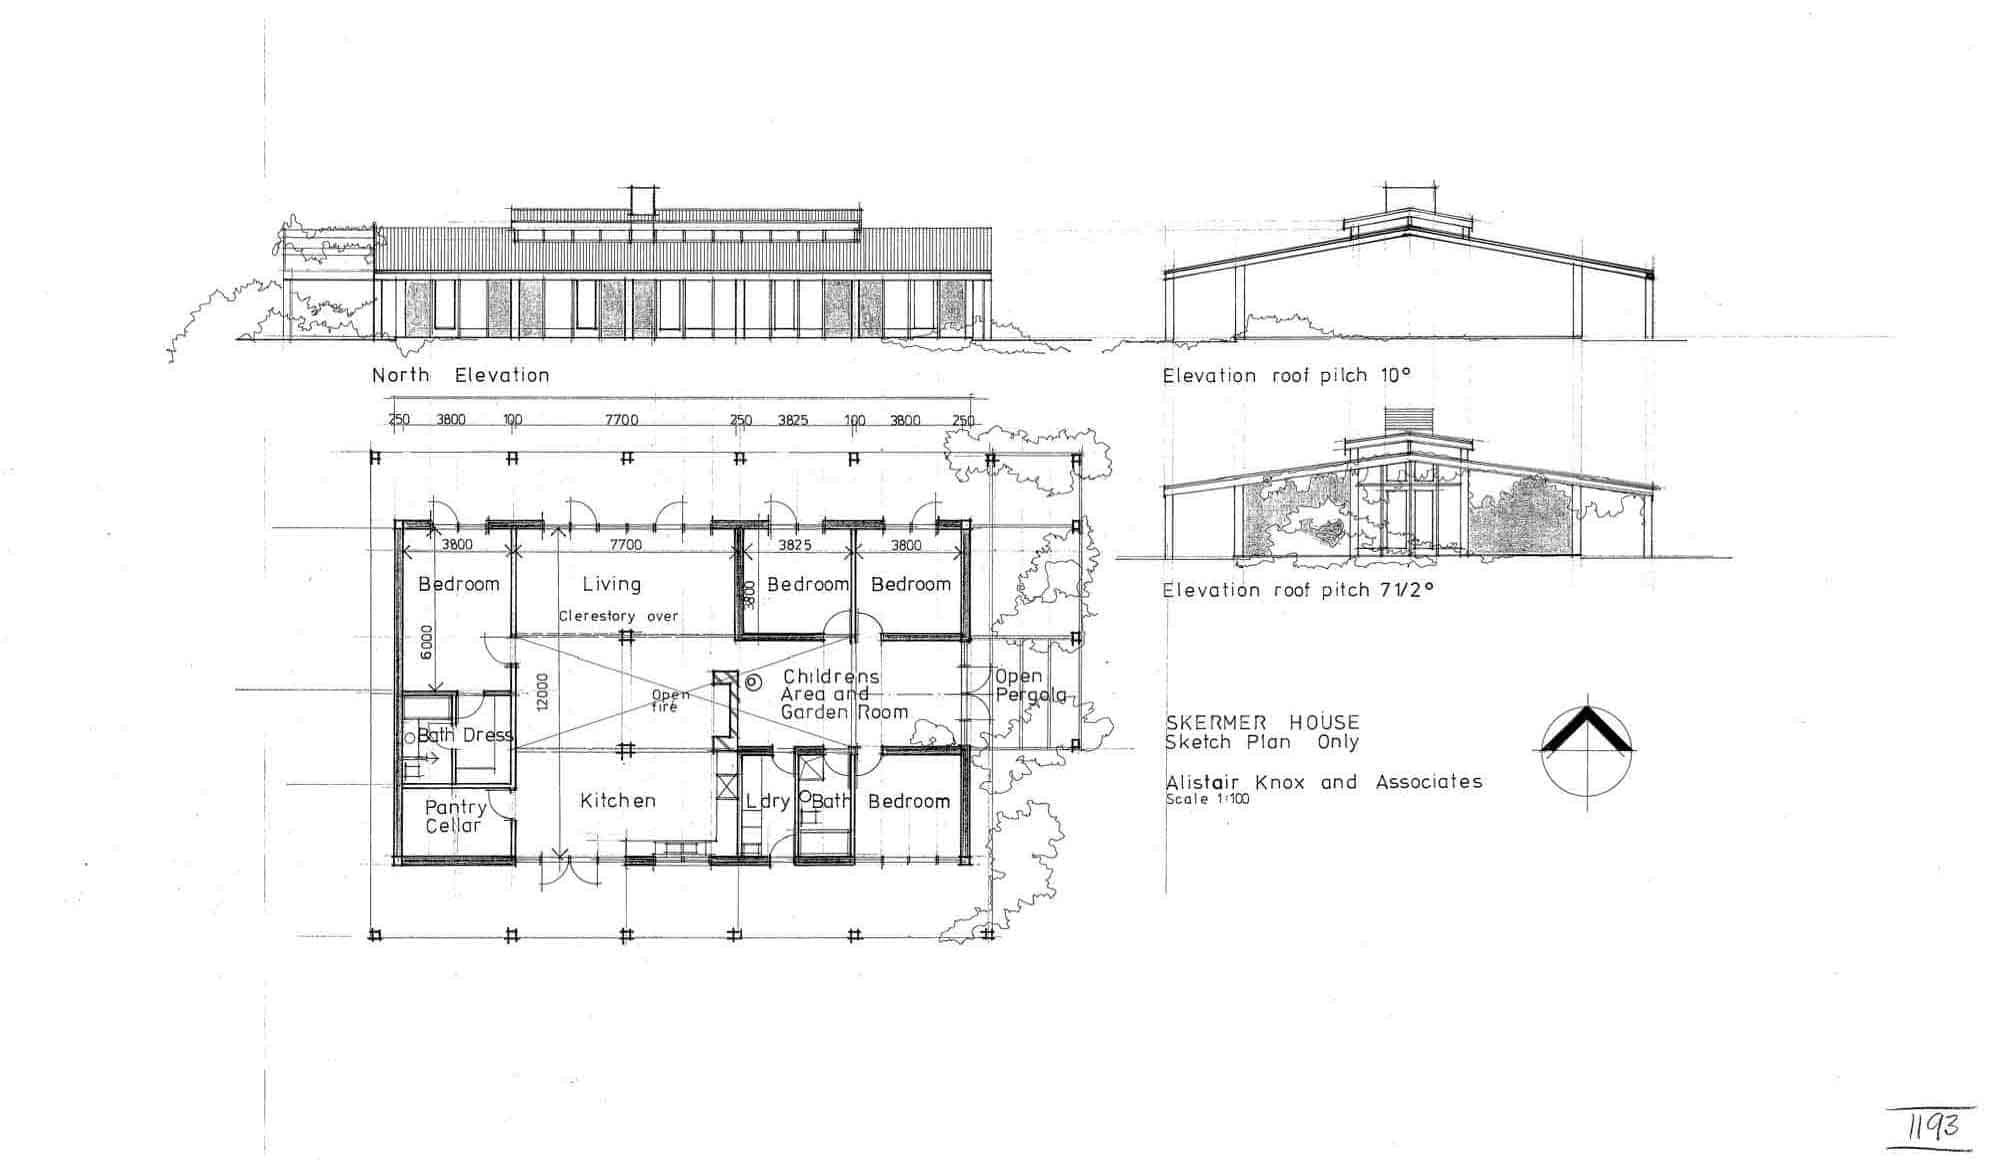 North Elevation
Elevation roof pitch 10°
250 3800 100 7700 250 3825 100 3800 250
Elevation roof pitch 7 1/2°
3800 7700 3825 3800
Bedroom Living Bedroom Bedroom
3800
Clerestory over
6000
12000
Open
fire
Childrens
Area and
Garden Room
Open
Pergola
Bath Dress
Pantry
Cellar
Kitchen
Ldry
Bath
Bedroom
SKERMER HOUSE
Sketch Plan Only
Alistair Knox and Associates
Scale 1:100
1193